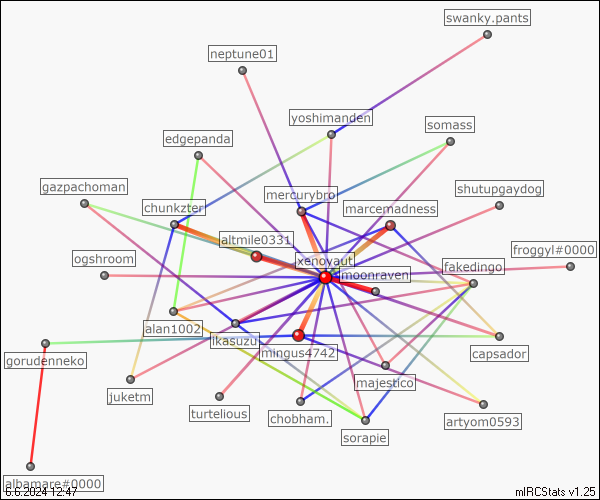 swanky.pants
neptune01
yoshimanden
somass
edgepanda
gazpachoman
mercurybro
shutupgaydog
chunkzter
marcemadness
altmile0331
froggyl#0000
ogshroom
xenoyaut
moonraven
fakedingo
alan1002
ikasuzu
gorudenneko
mingus4742
capsador
majestico
juketm
turtelious
chobham.
artyom0593
sorapie
albamare#0000
6.6.2024 12:47
mIRCStats v1.25